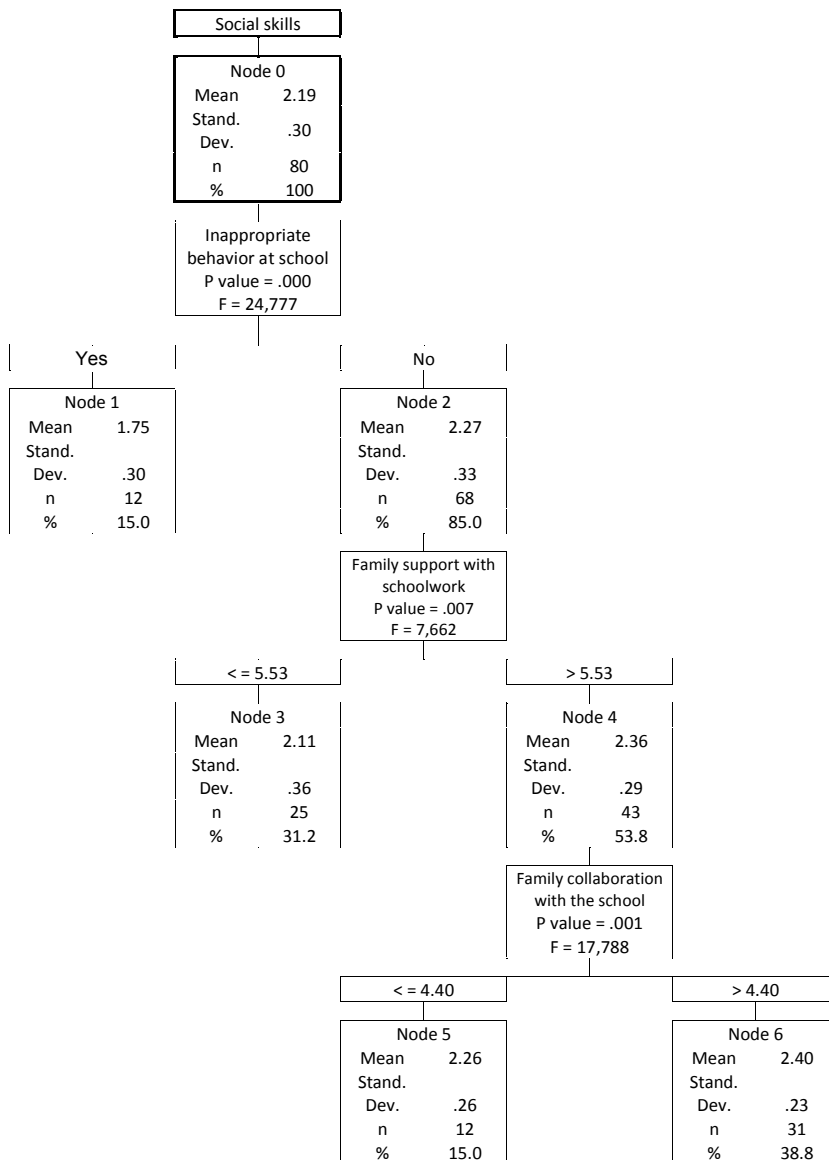 Social skills
Node 0
Mean 2.19
Stand.
Dev. .30
n 80
% 100
Inappropriate
behavior at school
P value = .000
F = 24,777
Yes
No
Node 1
Mean 1.75
Stand.
Dev. .30
n 12
% 15.0
Node 2
Mean 2.27
Stand.
Dev. .33
n 68
% 85.0
Family support with
schoolwork
P value = .007
F = 7,662
< = 5.53
> 5.53
Node 3
Mean 2.11
Stand.
Dev. .36
n 25
% 31.2
Node 4
Mean 2.36
Stand.
Dev. .29
n 43
% 53.8
Family collaboration
with the school
P value = .001
F = 17,788
< = 4.40
> 4.40
Node 5
Mean 2.26
Stand.
Dev. .26
n 12
% 15.0
Node 6
Mean 2.40
Stand.
Dev. .23
n 31
% 38.8